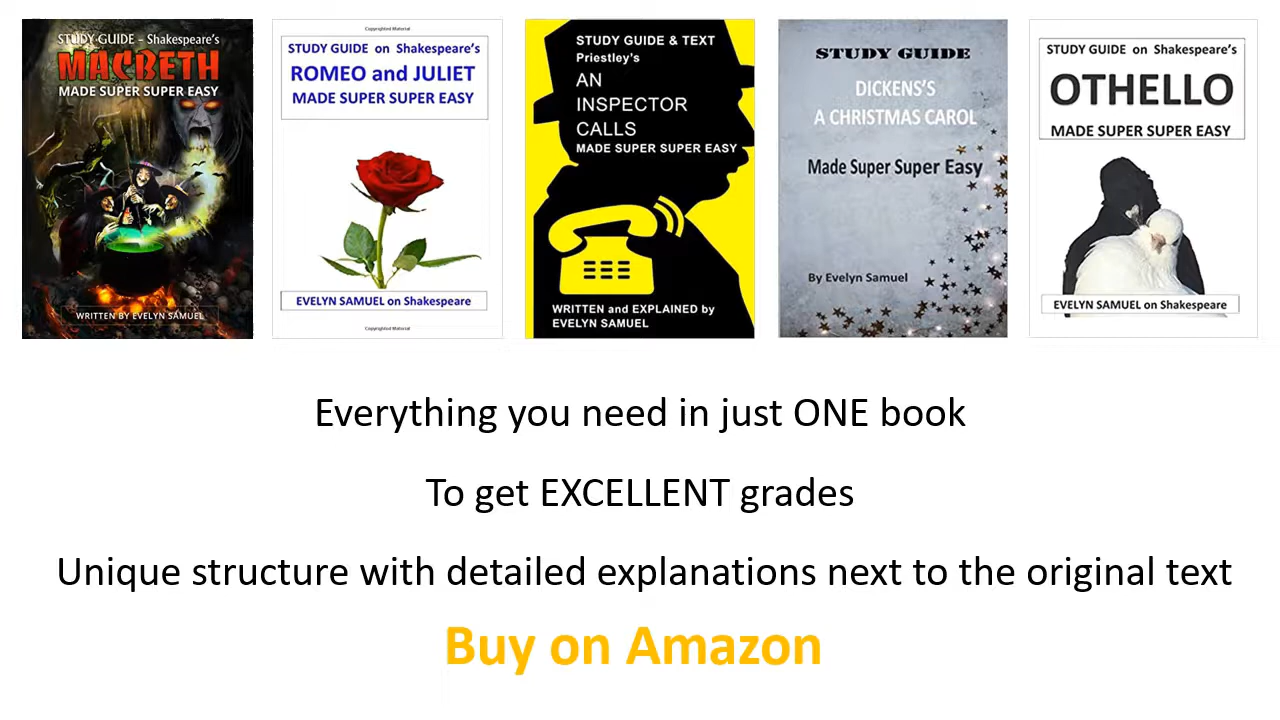 STUDY GUIDE - Shakespeare's
MACBETH
MADE SUPER SUPER EASY
WRITTEN BY EVELYN SAMUEL
Copyrighted Material
STUDY GUIDE on Shakespeare's
ROMEO and JULIET
MADE SUPER SUPER EASY
EVELYN SAMUEL on Shakespeare
Copyrighted Material
STUDY GUIDE & TEXT
Priestley's
AN
INSPECTOR
CALLS
MADE SUPER SUPER EASY
WRITTEN and EXPLAINED by
EVELYN SAMUEL
STUDY GUIDE
DICKENS'S
A CHRISTMAS CAROL
Made Super Super Easy
By Evelyn Samuel
STUDY GUIDE on Shakespeare's
OTHELLO
MADE SUPER SUPER EASY
EVELYN SAMUEL on Shakespeare
Everything you need in just ONE book
To get EXCELLENT grades
Unique structure with detailed explanations next to the original text
Buy on Amazon